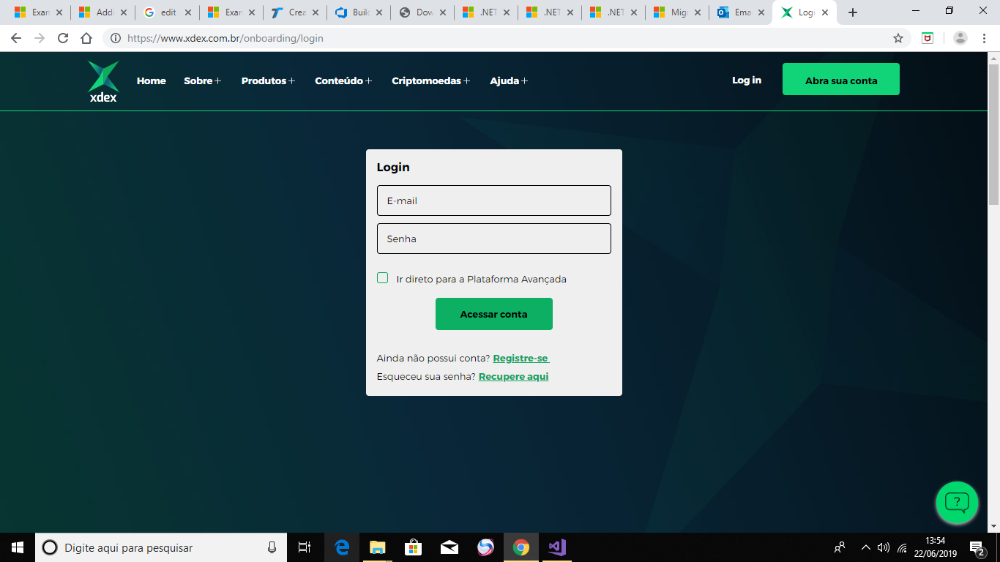 Exan
Addi
edit
Exan
Crea
Build
Dow
.NET
.NET
.NET
Migr
Ema
Logi
https://www.xdex.com.br/onboarding/login
xdex
Home Sobre + Produtos + Conteúdo + Criptomoedas + Ajuda + Log in Abra sua conta
Login
E-mail
Senha
Ir direto para a Plataforma Avançada
Acessar conta
Ainda não possui conta? Registre-se
Esqueceu sua senha? Recupere aqui
?
Digite aqui para pesquisar
13:54
22/06/2019
2